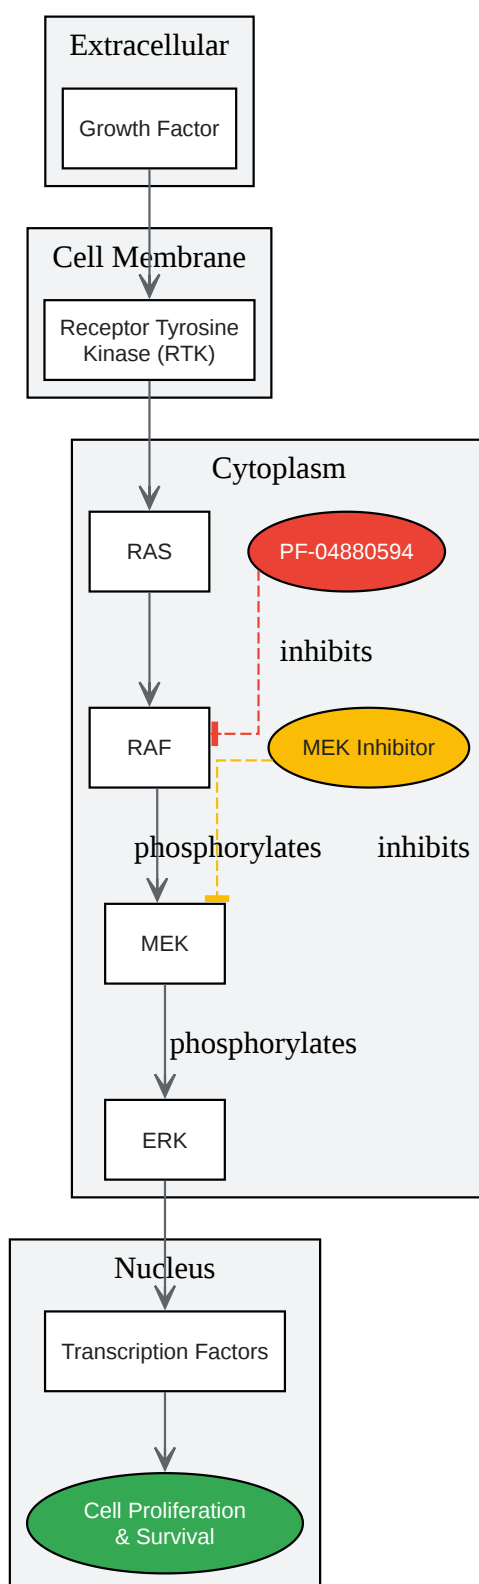 Extracellular
Growth Factor
Cell Membrane
Receptor Tyrosine
Kinase (RTK)
Cytoplasm
RAS
PF-04880594
inhibits
RAF
MEK Inhibitor
phosphorylates
inhibits
MEK
phosphorylates
ERK
Nucleus
Transcription Factors
Cell Proliferation
& Survival